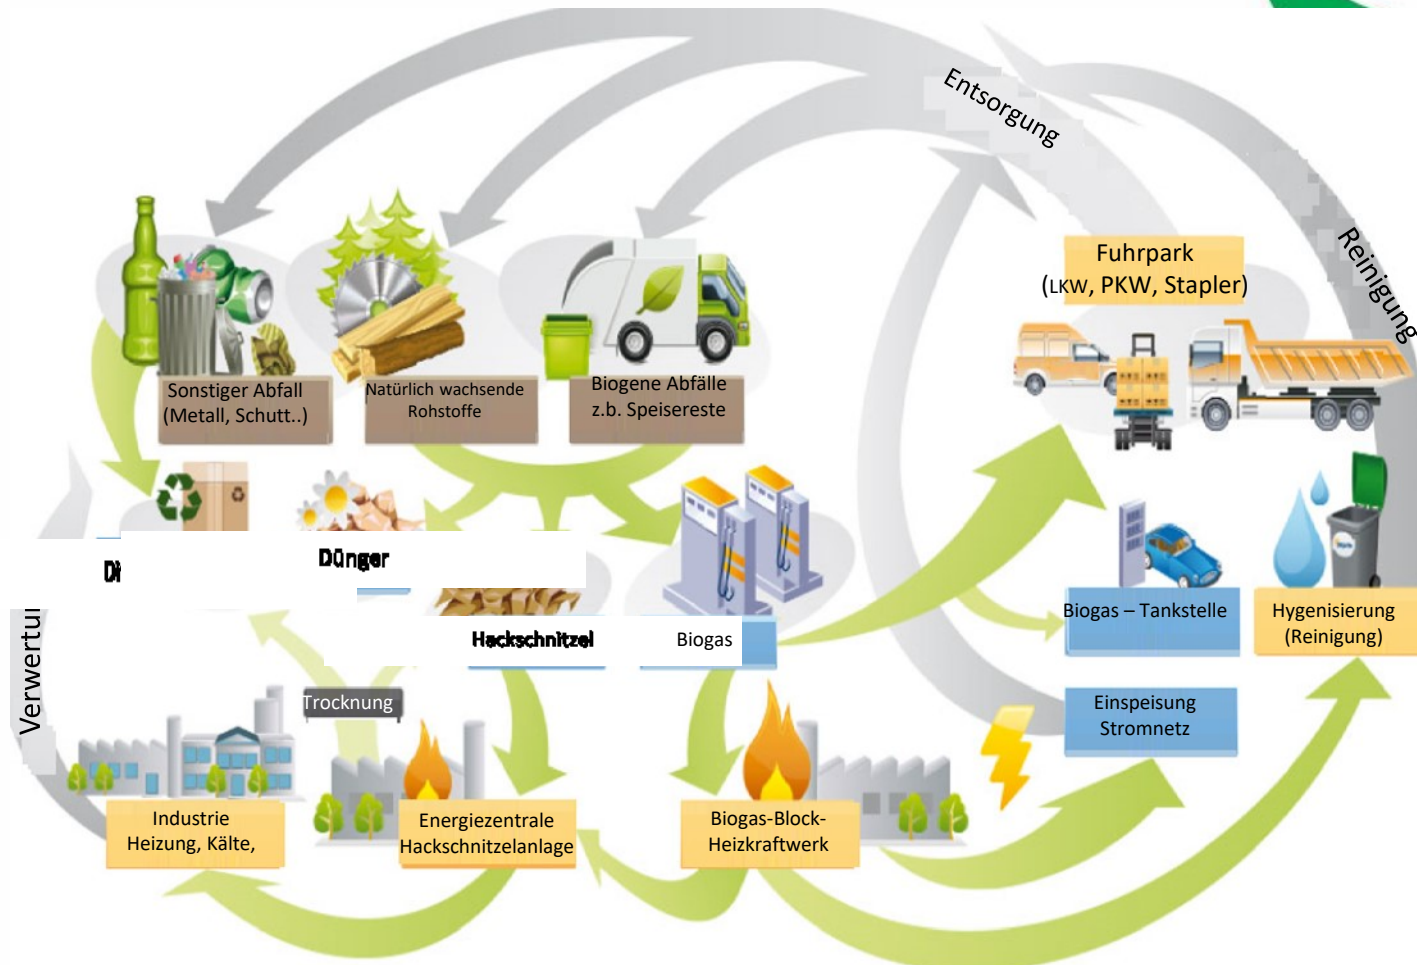 Entsorgung
Reinigung
Fuhrpark
(LKW, PKW, Stapler)
Sonstiger Abfall
(Metall, Schutt..)
Natürlich wachsende
Rohstoffe
Biogene Abfälle
z.b. Speisereste
Dünger
Hackschnitzel
Biogas
Biogas – Tankstelle
Hygenisierung
(Reinigung)
Trocknung
Einspeisung
Stromnetz
Industrie
Heizung, Kälte,
Energiezentrale
Hackschnitzelanlage
Biogas-Block-
Heizkraftwerk